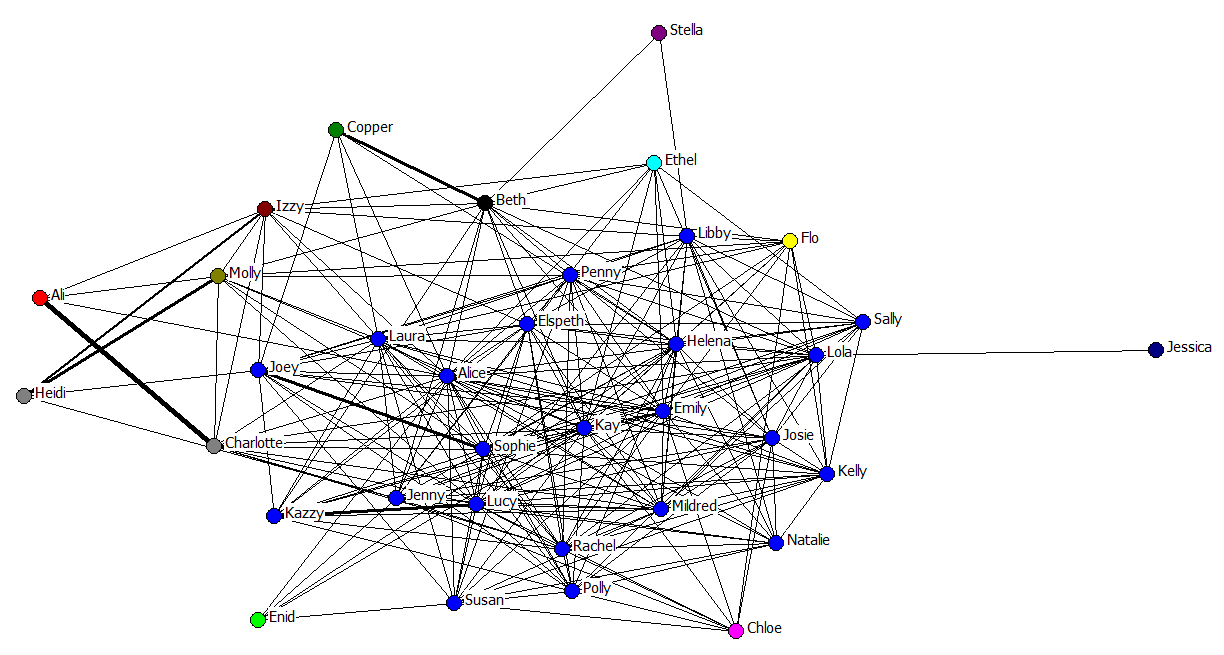 Stella
Copper
Ethel
Beth
Izzy
Libby
Flo
Molly
Penny
Ali
Elspeth
Sally
Laura
Helena
Jessica
Lola
Joey
Alice
Heidi
Emily
Kay
Josie
Charlotte
Sophie
Kelly
Jenny
Lucy
Mildred
Kazzy
Natalie
Rachel
Polly
Susan
Enid
Chloe